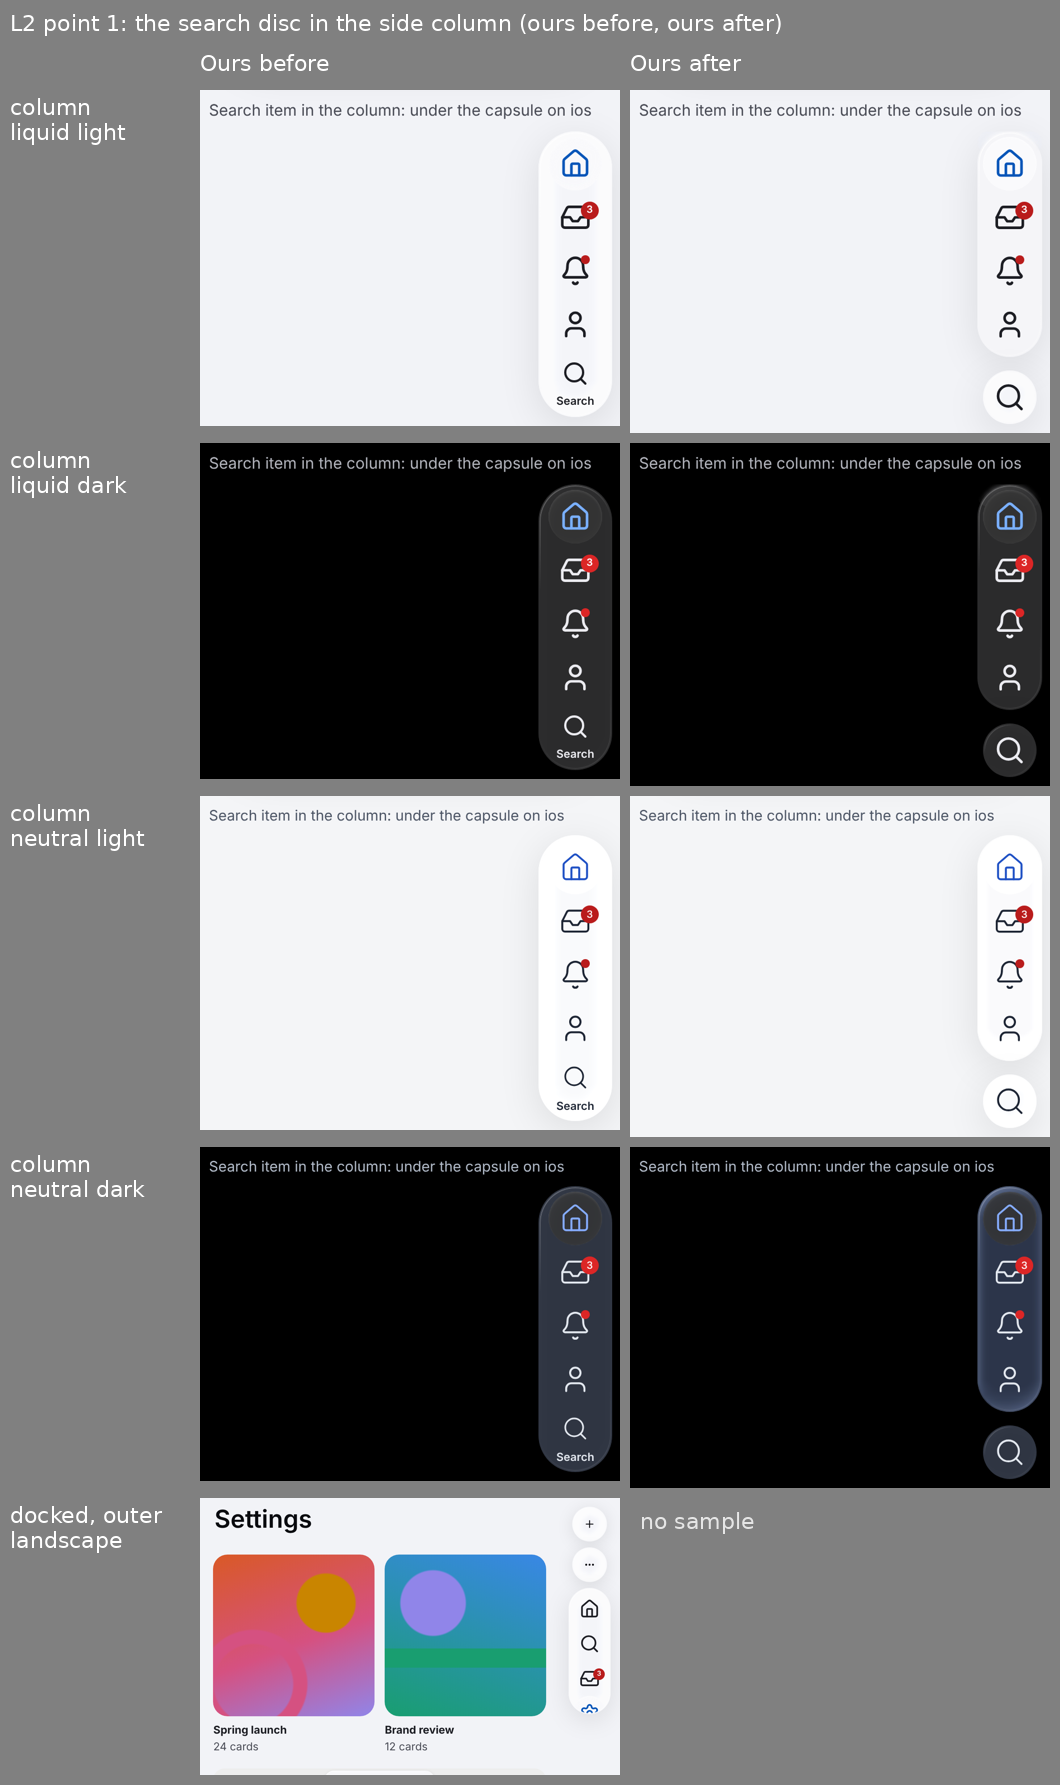 L2 point 1: the search disc in the side column (ours before, ours after)
Ours before
Ours after
column
liquid light
Search item in the column: under the capsule on ios
3
Search
Search item in the column: under the capsule on ios
3
column
liquid dark
Search item in the column: under the capsule on ios
3
Search
Search item in the column: under the capsule on ios
3
column
neutral light
Search item in the column: under the capsule on ios
3
Search
Search item in the column: under the capsule on ios
3
column
neutral dark
Search item in the column: under the capsule on ios
3
Search
Search item in the column: under the capsule on ios
3
docked, outer
landscape
Settings
3
Spring launch
24 cards
Brand review
12 cards
no sample